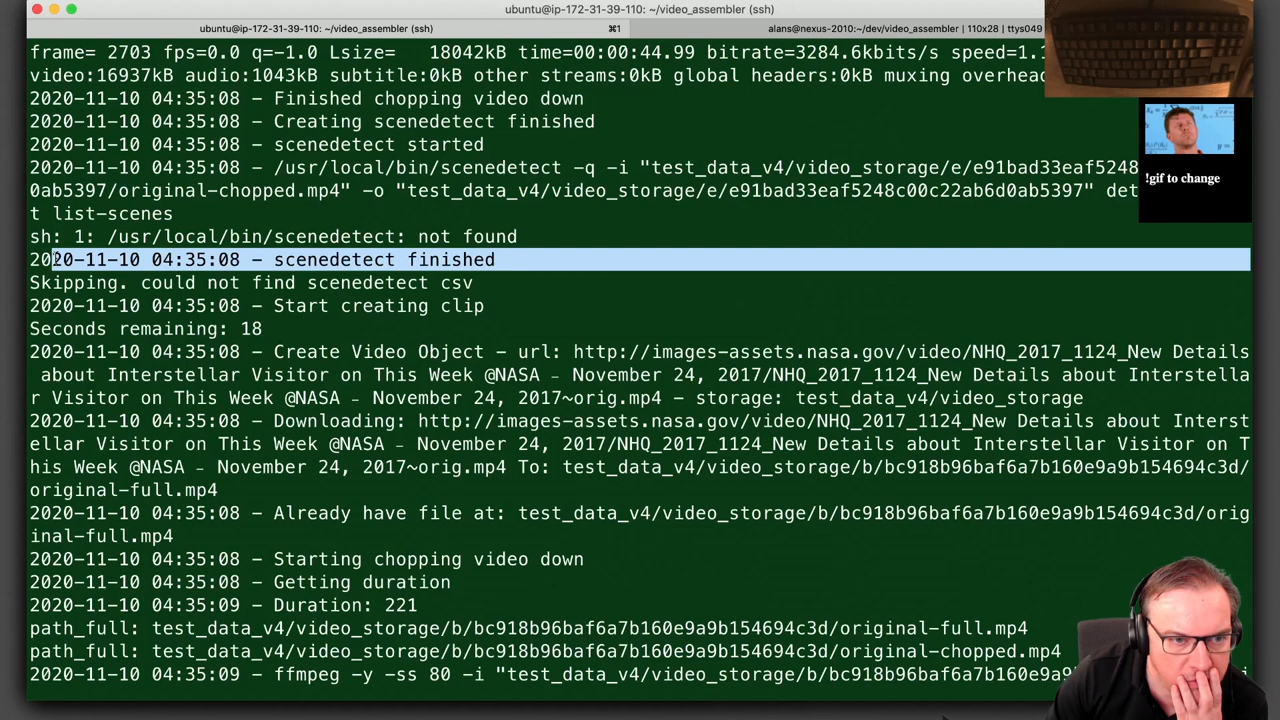 ubuntu@ip-172-31-39-110: ~/video_assembler (ssh)
ubuntu@ip-172-31-39-110: ~/video_assembler (ssh) ⌘1 alans@nexus-2010:~/dev/video_assembler | 110x28 | ttys049
frame= 2703 fps=0.0 q=-1.0 Lsize= 18042kB time=00:00:44.99 bitrate=3284.6kbits/s speed=1.1
video:16937kB audio:1043kB subtitle:0kB other streams:0kB global headers:0kB muxing overhead
2020-11-10 04:35:08 - Finished chopping video down
2020-11-10 04:35:08 - Creating scenedetect finished
2020-11-10 04:35:08 - scenedetect started
2020-11-10 04:35:08 - /usr/local/bin/scenedetect -q -i "test_data_v4/video_storage/e/e91bad33eaf5248
0ab5397/original-chopped.mp4" -o "test_data_v4/video_storage/e/e91bad33eaf5248c00c22ab6d0ab5397" det
t list-scenes
sh: 1: /usr/local/bin/scenedetect: not found
2020-11-10 04:35:08 - scenedetect finished
Skipping. could not find scenedetect csv
2020-11-10 04:35:08 - Start creating clip
Seconds remaining: 18
2020-11-10 04:35:08 - Create Video Object - url: http://images-assets.nasa.gov/video/NHQ_2017_1124_New Details
about Interstellar Visitor on This Week @NASA - November 24, 2017/NHQ_2017_1124_New Details about Interstella
r Visitor on This Week @NASA - November 24, 2017~orig.mp4 - storage: test_data_v4/video_storage
2020-11-10 04:35:08 - Downloading: http://images-assets.nasa.gov/video/NHQ_2017_1124_New Details about Interst
ellar Visitor on This Week @NASA - November 24, 2017/NHQ_2017_1124_New Details about Interstellar Visitor on T
his Week @NASA - November 24, 2017~orig.mp4 To: test_data_v4/video_storage/b/bc918b96baf6a7b160e9a9b154694c3d/
original-full.mp4
2020-11-10 04:35:08 - Already have file at: test_data_v4/video_storage/b/bc918b96baf6a7b160e9a9b154694c3d/orig
inal-full.mp4
2020-11-10 04:35:08 - Starting chopping video down
2020-11-10 04:35:08 - Getting duration
2020-11-10 04:35:09 - Duration: 221
path_full: test_data_v4/video_storage/b/bc918b96baf6a7b160e9a9b154694c3d/original-full.mp4
path_full: test_data_v4/video_storage/b/bc918b96baf6a7b160e9a9b154694c3d/original-chopped.mp4
2020-11-10 04:35:09 - ffmpeg -y -ss 80 -i "test_data_v4/video_storage/b/bc918b96baf6a7b160e9a
!gif to change